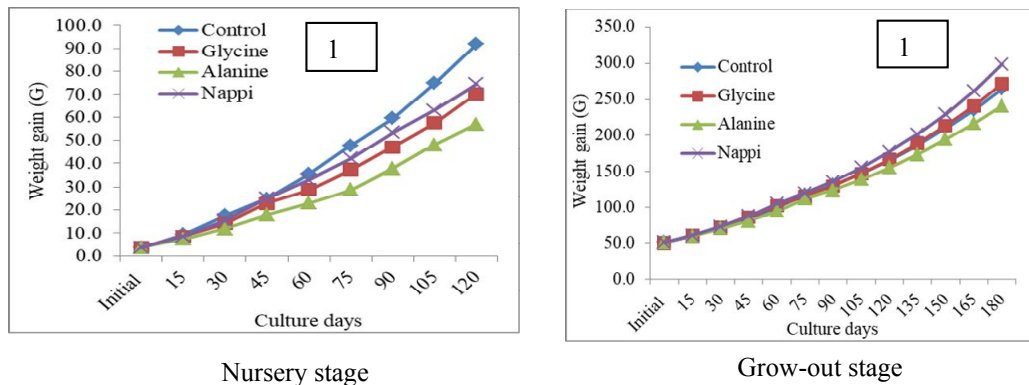 100.0
90.0
80.0
70.0
60.0
50.0
40.0
30.0
20.0
10.0
0.0
Weight gain (G)
Control
Glycine
Alanine
Nappi
1
Initial
15
30
45
60
75
90
105
120
Culture days
Nursery stage
350.0
300.0
250.0
200.0
150.0
100.0
50.0
0.0
Weight gain (G)
Control
Glycine
Alanine
Nappi
1
Initial
15
30
45
60
75
90
105
120
135
150
165
180
Culture days
Grow-out stage